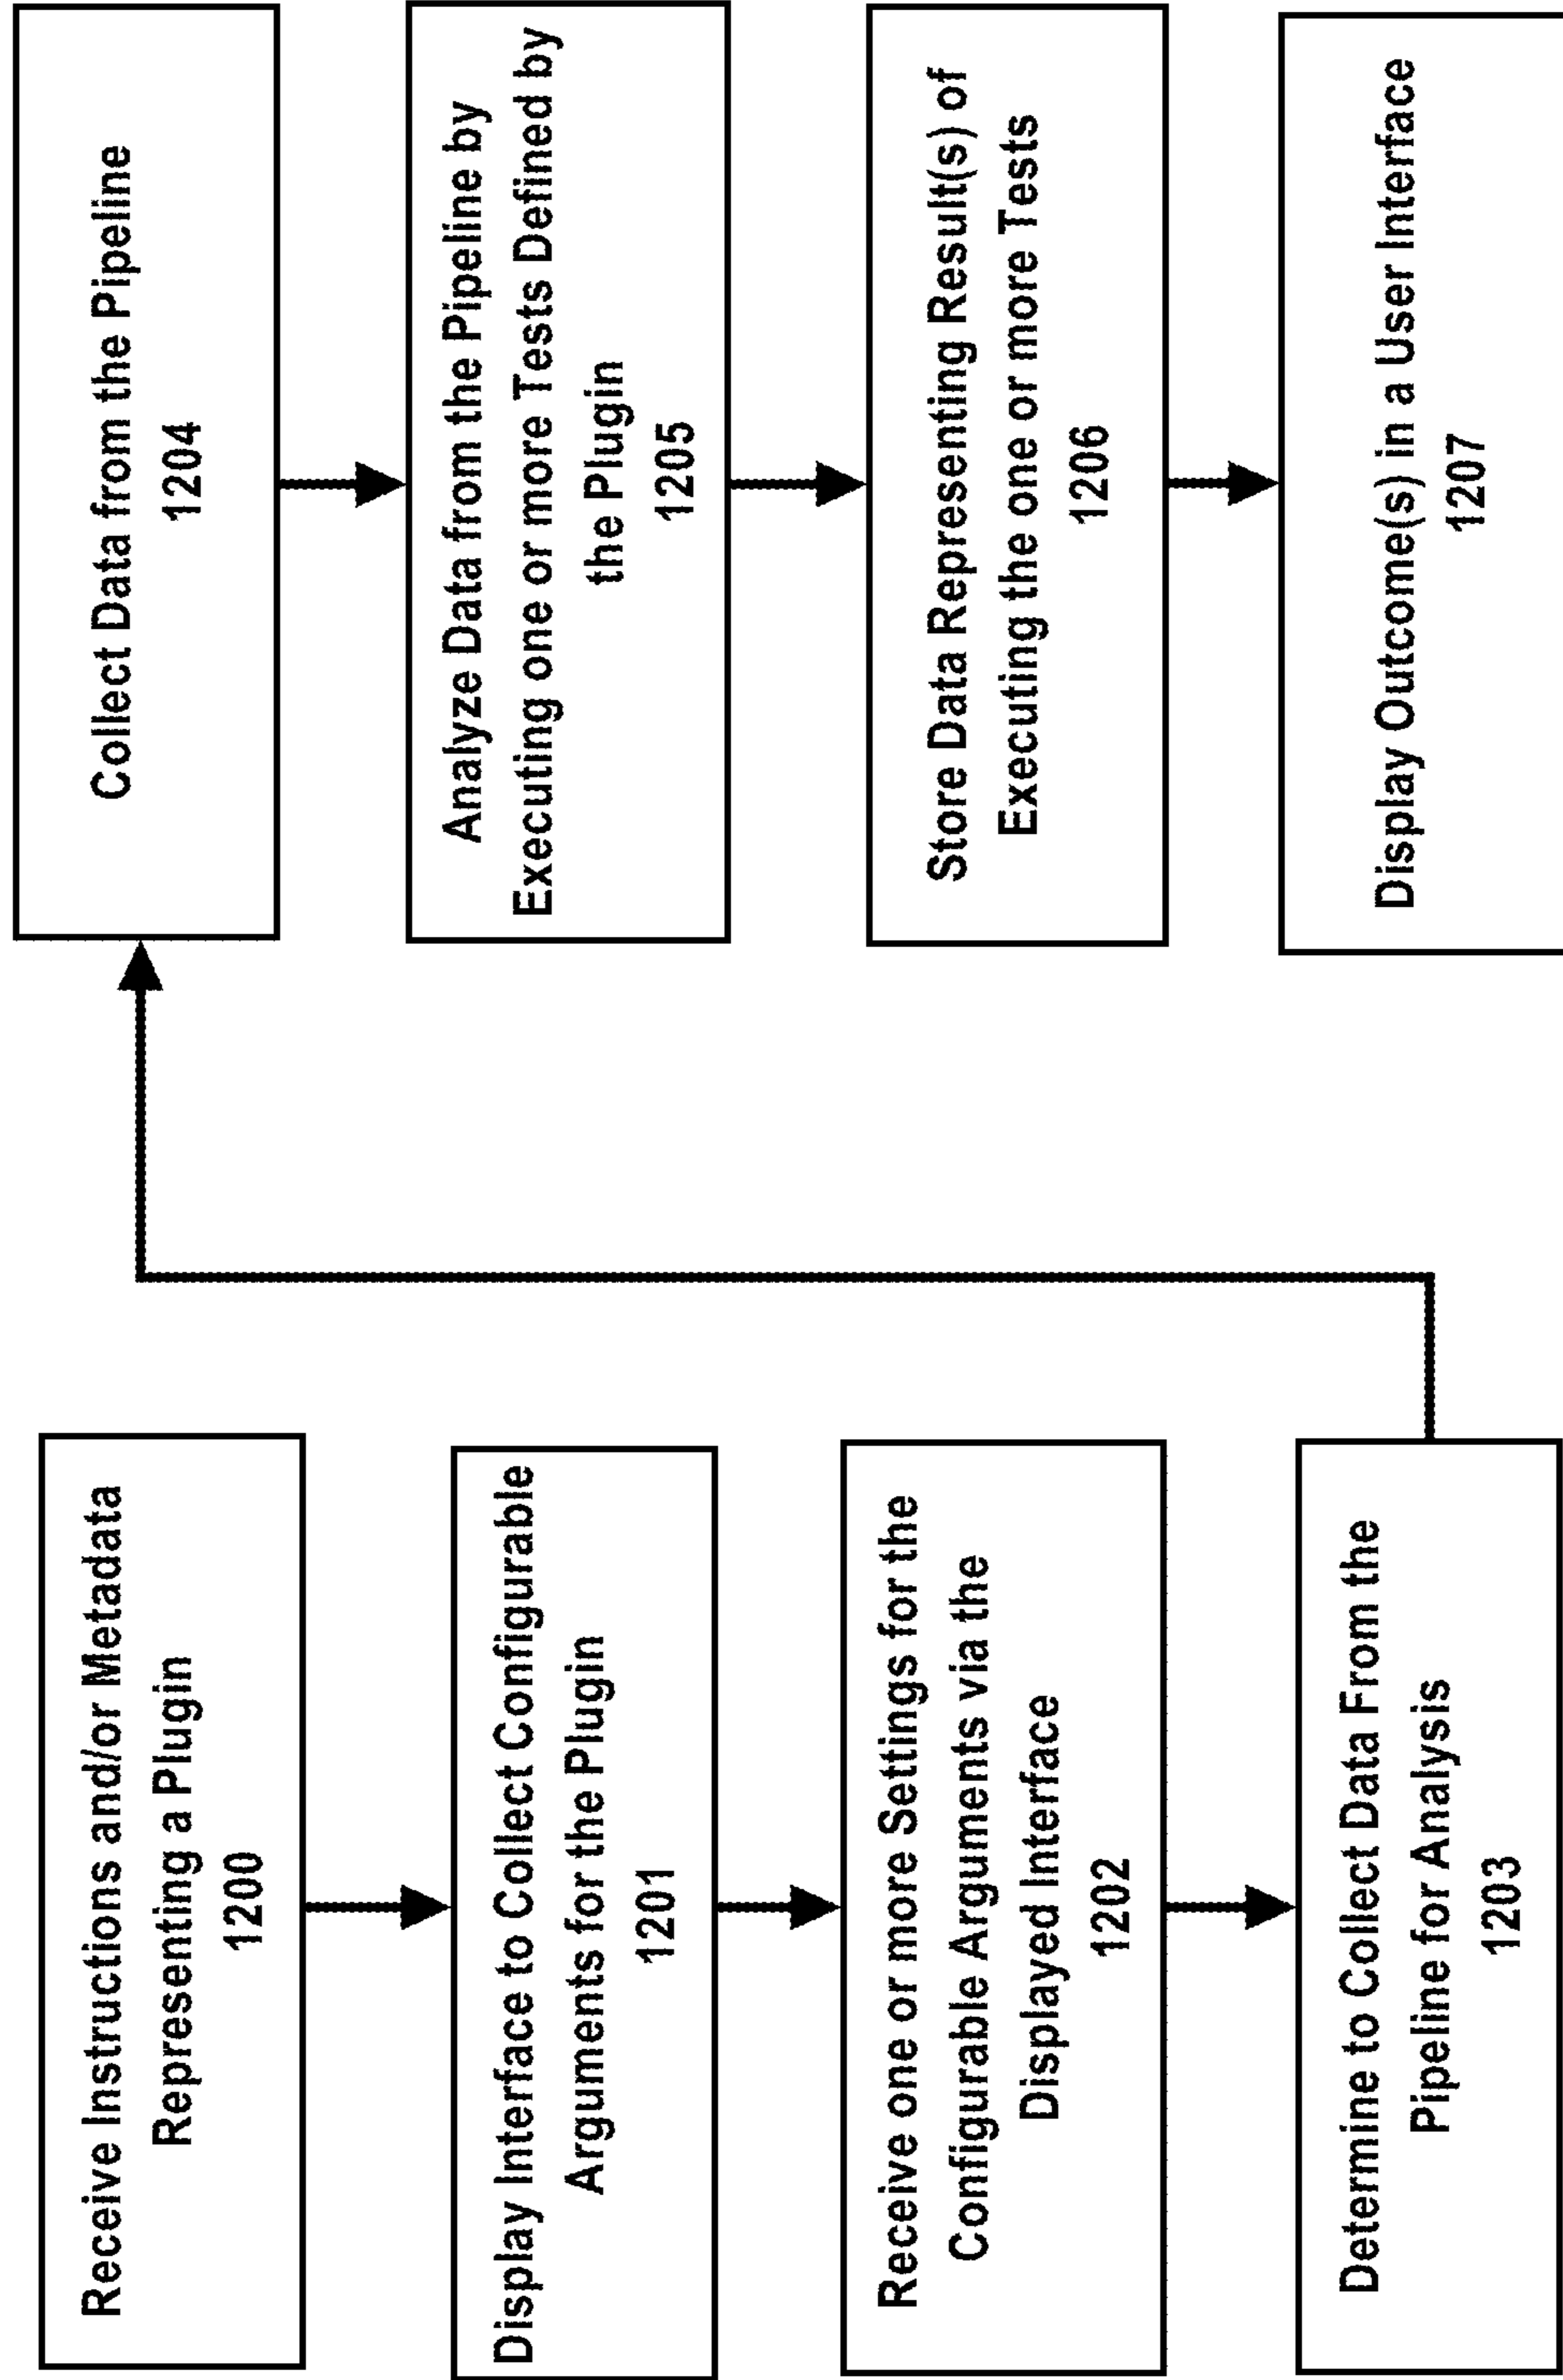 Receive Instructions and/or Metadata
Representing a Plugin
1200
Display Interface to Collect Configurable
Arguments for the Plugin
1201
Receive one or more Settings for the
Configurable Arguments via the
Displayed Interface
1202
Determine to Collect Data From the
Pipeline for Analysis
1203
Collect Data from the Pipeline
1204
Analyze Data from the Pipeline by
Executing one or more Tests Defined by
the Plugin
1205
Store Data Representing Result(s) of
Executing the one or more Tests
1206
Display Outcome(s) in a User Interface
1207